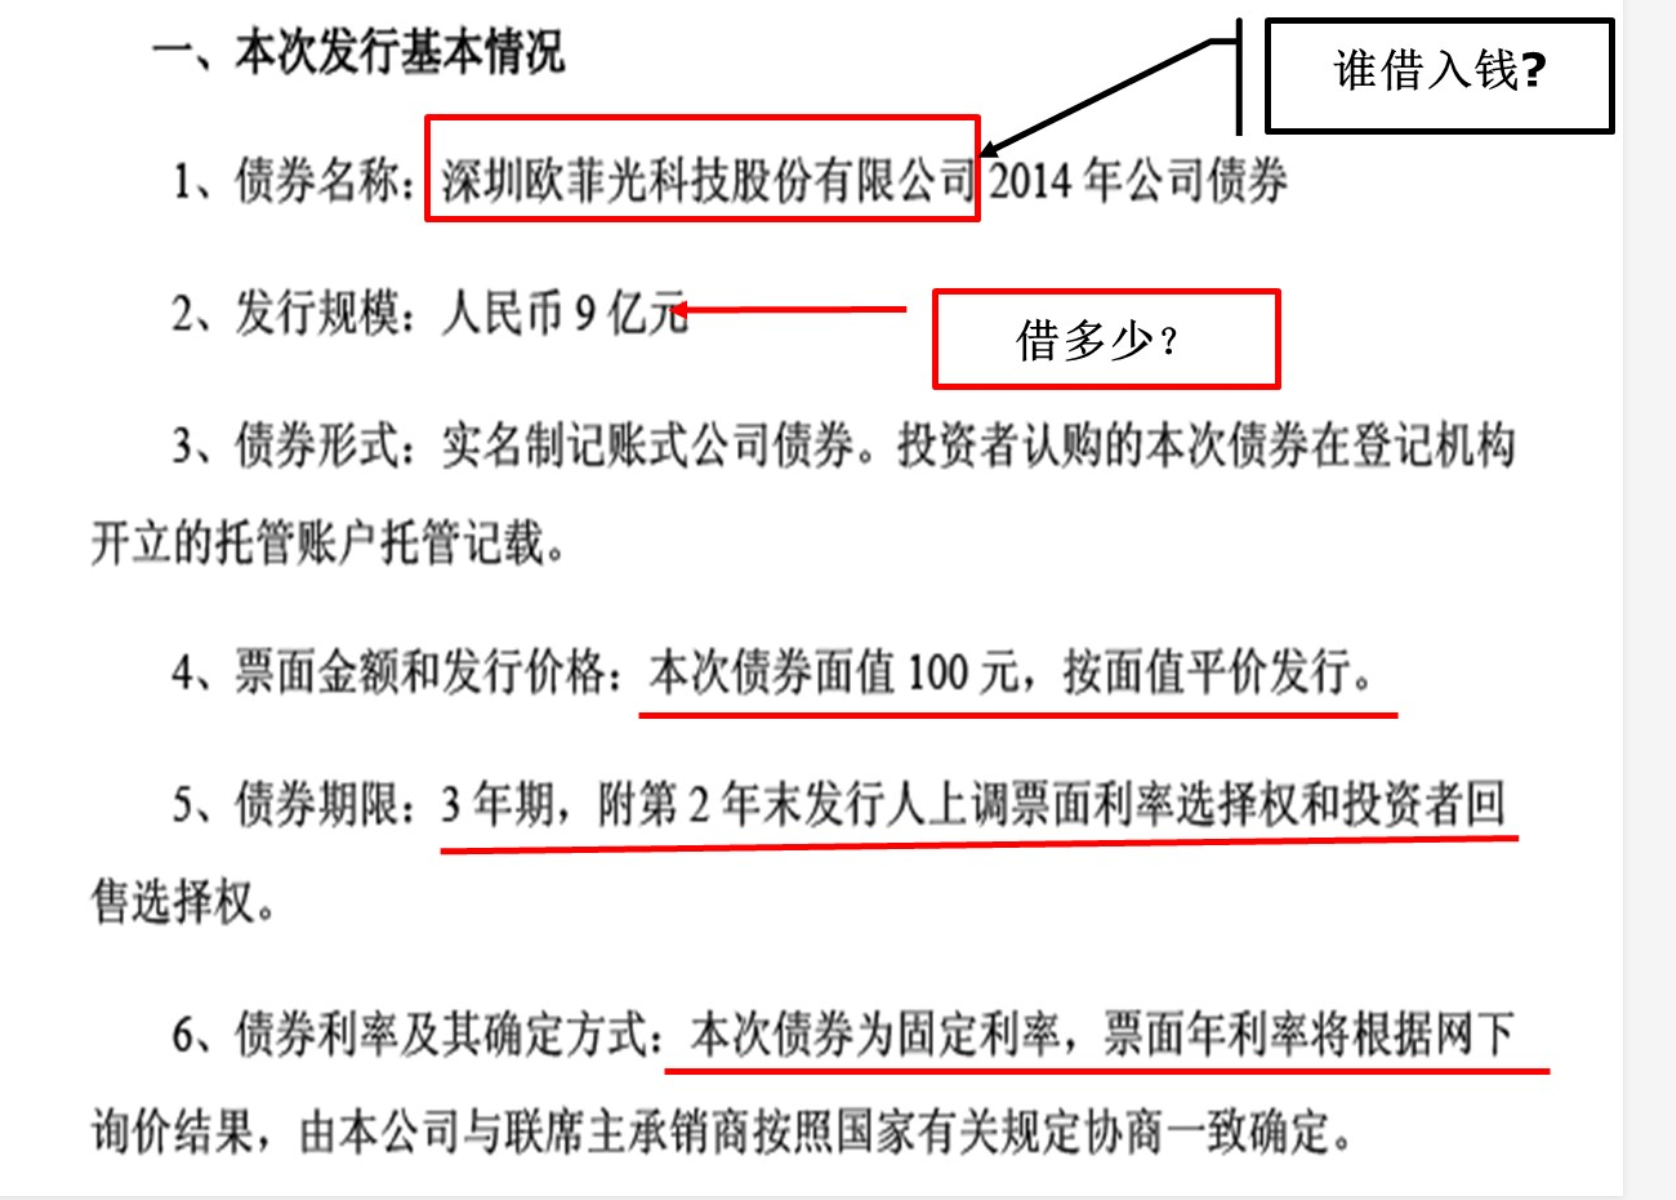 一、本次发行基本情况
谁借入钱?
1、债券名称：深圳欧菲光科技股份有限公司 2014 年公司债券
2、发行规模：人民币 9 亿元
借多少？
3、债券形式：实名制记账式公司债券。投资者认购的本次债券在登记机构
开立的托管账户托管记载。
4、票面金额和发行价格：本次债券面值 100 元，按面值平价发行。
5、债券期限：3 年期，附第 2 年末发行人上调票面利率选择权和投资者回
售选择权。
6、债券利率及其确定方式：本次债券为固定利率，票面年利率将根据网下
询价结果，由本公司与联席主承销商按照国家有关规定协商一致确定。